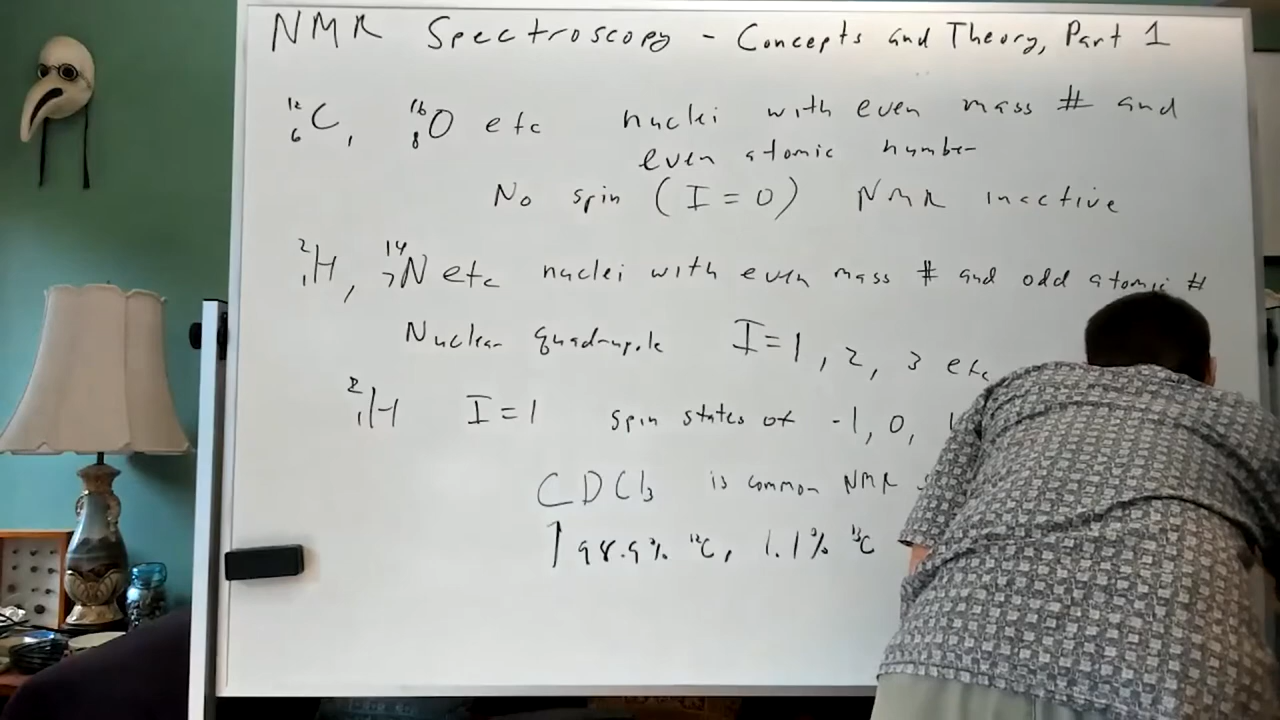 NMR Spectroscopy - Concepts and Theory, Part 1
¹²₆C, ¹⁶₈O etc nuclei with even mass # and
even atomic number
No spin (I = 0) NMR inactive
²₁H, ¹⁴₇N etc nuclei with even mass # and odd atomic #
Nuclear quadrupole I = 1, 2, 3 etc
²₁H I = 1 spin states of -1, 0, 1
CDCl₃ is common NMR
↑ 98.9% ¹²C, 1.1% ¹³C